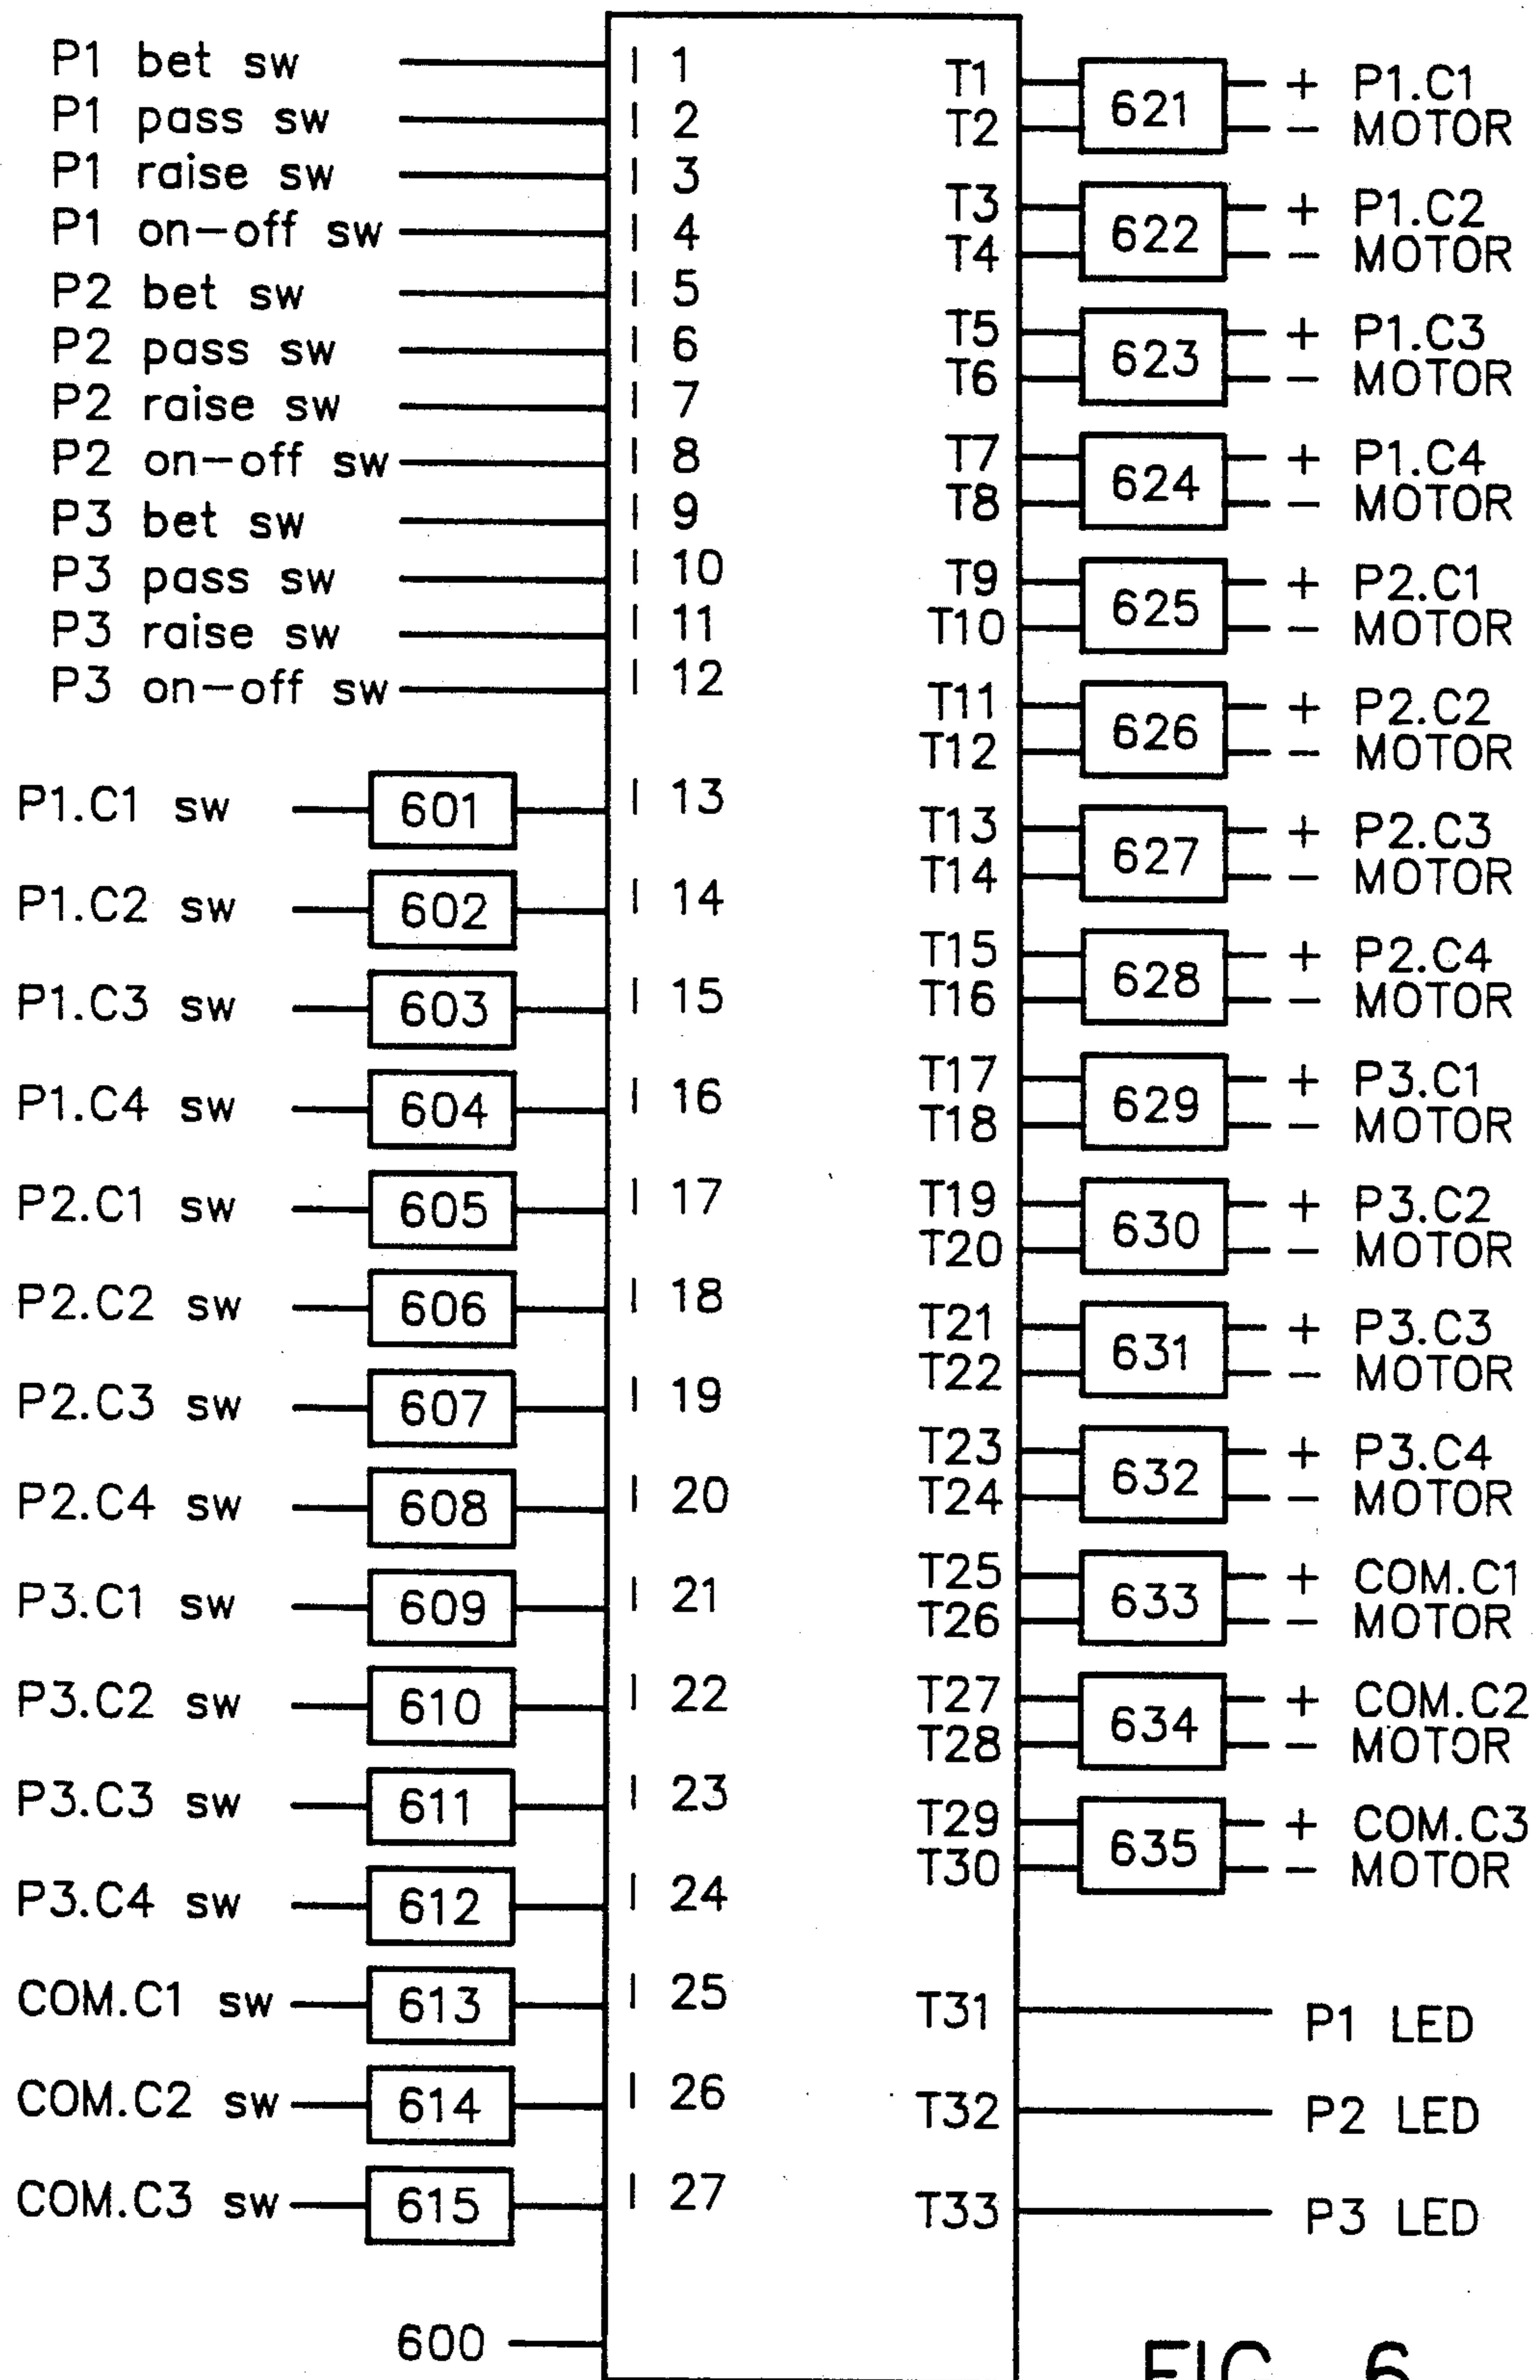 P1 bet sw I 1
P1 pass sw I 2
P1 raise sw I 3
P1 on-off sw I 4
P2 bet sw I 5
P2 pass sw I 6
P2 raise sw I 7
P2 on-off sw I 8
P3 bet sw I 9
P3 pass sw I 10
P3 raise sw I 11
P3 on-off sw I 12
P1.C1 sw 601 I 13
P1.C2 sw 602 I 14
P1.C3 sw 603 I 15
P1.C4 sw 604 I 16
P2.C1 sw 605 I 17
P2.C2 sw 606 I 18
P2.C3 sw 607 I 19
P2.C4 sw 608 I 20
P3.C1 sw 609 I 21
P3.C2 sw 610 I 22
P3.C3 sw 611 I 23
P3.C4 sw 612 I 24
COM.C1 sw 613 I 25
COM.C2 sw 614 I 26
COM.C3 sw 615 I 27
600
T1 621 + P1.C1
T2 − MOTOR
T3 622 + P1.C2
T4 − MOTOR
T5 623 + P1.C3
T6 − MOTOR
T7 624 + P1.C4
T8 − MOTOR
T9 625 + P2.C1
T10 − MOTOR
T11 626 + P2.C2
T12 − MOTOR
T13 627 + P2.C3
T14 − MOTOR
T15 628 + P2.C4
T16 − MOTOR
T17 629 + P3.C1
T18 − MOTOR
T19 630 + P3.C2
T20 − MOTOR
T21 631 + P3.C3
T22 − MOTOR
T23 632 + P3.C4
T24 − MOTOR
T25 633 + COM.C1
T26 − MOTOR
T27 634 + COM.C2
T28 − MOTOR
T29 635 + COM.C3
T30 − MOTOR
T31 P1 LED
T32 P2 LED
T33 P3 LED
FIG. 6